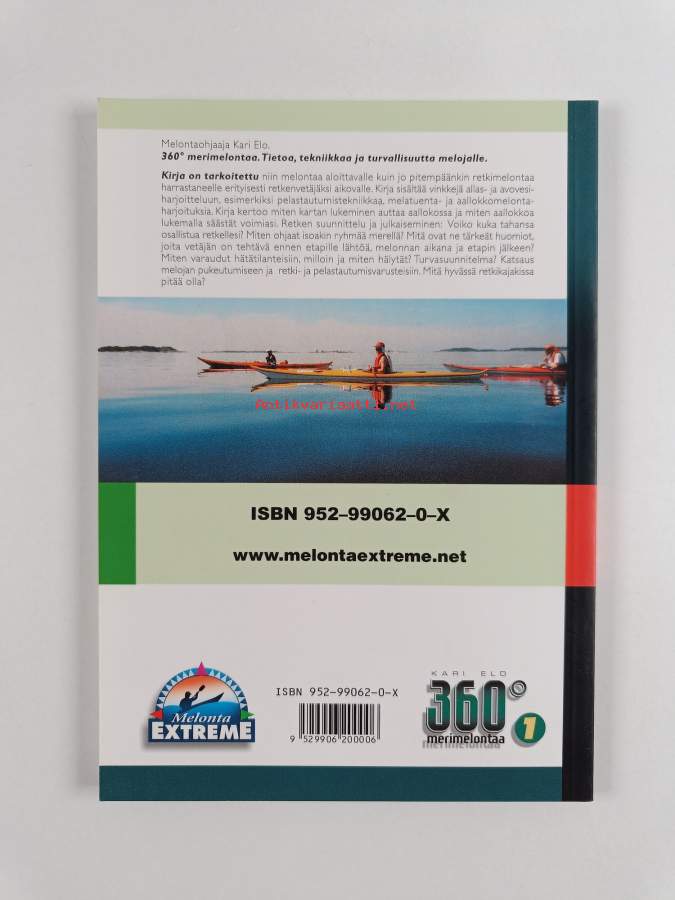 Melontaohjaaja Kari Elo.
360° merimelontaa. Tietoa, tekniikkaa ja turvallisuutta melojalle.
Kirja on tarkoitettu niin melontaa aloittavalle kuin jo pitempäänkin retkimelontaa
harrastaneelle erityisesti retkenvetäjäksi aikovalle. Kirja sisältää vinkkejä allas- ja avovesi-
harjoitteluun, esimerkiksi pelastautumistekniikkaa, melatuenta- ja aallokkomelonta-
harjoituksia. Kirja kertoo miten kartan lukeminen auttaa aallokossa ja miten aallokkoa
lukemalla säästät voimiasi. Retken suunnittelu ja julkaiseminen: Voiko kuka tahansa
osallistua retkellesi? Miten ohjaat isoakin ryhmää merellä? Mitä ovat ne tärkeät huomiot,
joita vetäjän on tehtävä ennen etapille lähtöä, melonnan aikana ja etapin jälkeen?
Miten varaudut hätätilanteisiin, milloin ja miten hälytät? Turvasuunnitelma? Katsaus
melojan pukeutumiseen ja retki- ja pelastautumisvarusteisiin. Mitä hyvässä retkikajakissa
pitää olla?
Antikvariaatti.net
ISBN 952–99062–0–X
www.melontaextreme.net
Melonta
EXTREME
ISBN 952-99062-0-X
9 529906 200006
KARI ELO
360°
merimelontaa
1